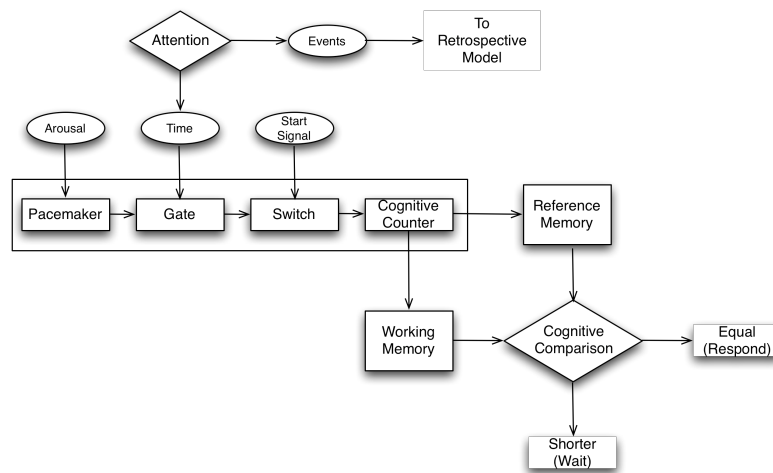 To
Retrospective
Model
Attention
Events
Arousal
Time
Start
Signal
Pacemaker
Gate
Switch
Cognitive
Counter
Reference
Memory
Working
Memory
Cognitive
Comparison
Equal
(Respond)
Shorter
(Wait)